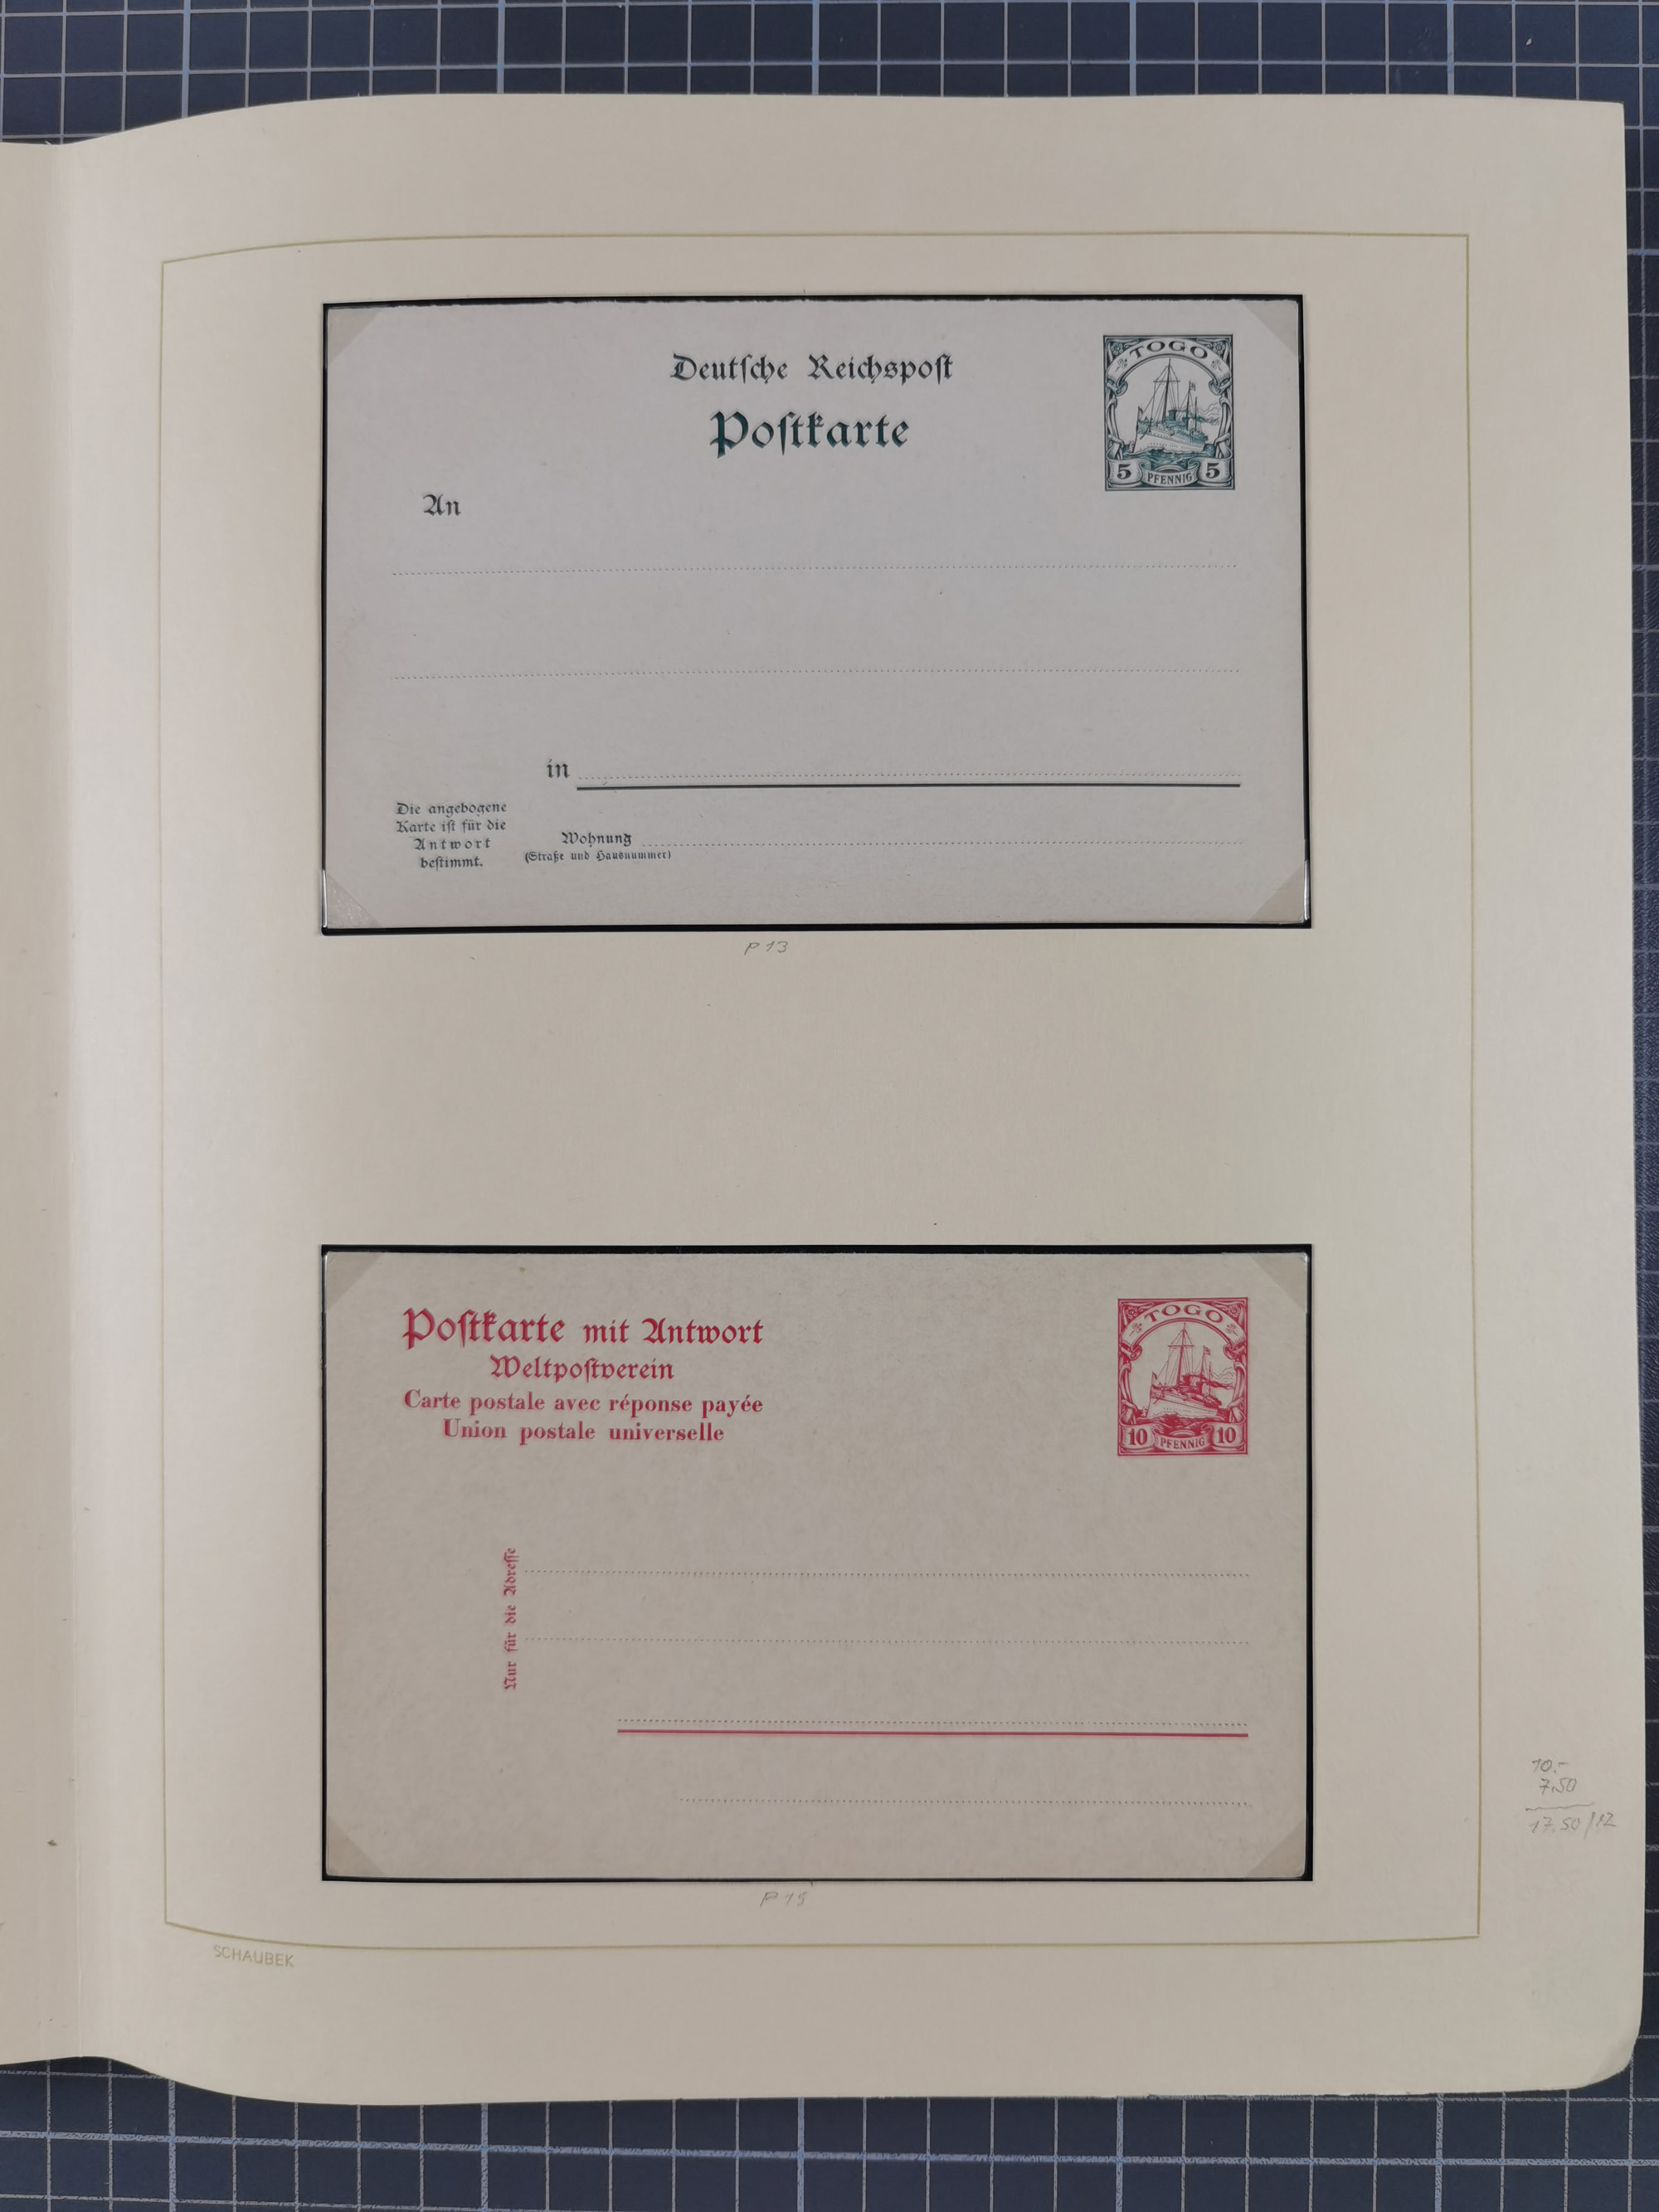 Deutsche Reichspost
Postkarte
TOGO
5 PFENNIG 5
An
in
Die angebogene
Karte ist für die
Antwort
bestimmt.
Wohnung
(Straße und Hausnummer)
P 13
Postkarte mit Antwort
Weltpostverein
Carte postale avec réponse payée
Union postale universelle
TOGO
10 PFENNIG 10
Nur für die Adresse
10.-
7.50
17.50/12
SCHAUBEK